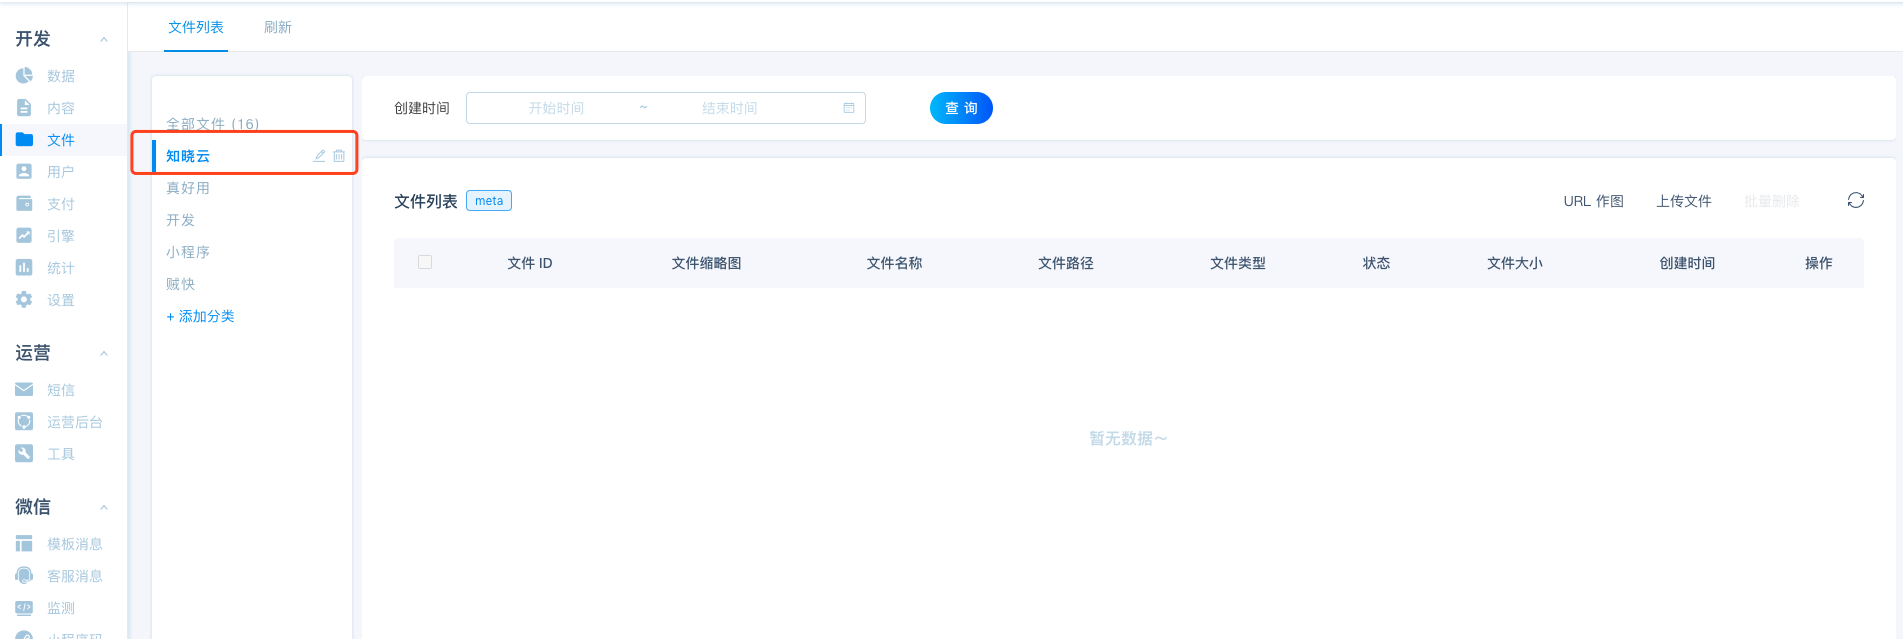 开发
数据
内容
文件
用户
支付
引擎
统计
设置
运营
短信
运营后台
工具
微信
模板消息
客服消息
监测
小程序码
文件列表 刷新
全部文件 (16)
知晓云
真好用
开发
小程序
贼快
+ 添加分类
创建时间 开始时间 ~ 结束时间 查 询
文件列表 meta URL 作图 上传文件 批量删除
文件 ID 文件缩略图 文件名称 文件路径 文件类型 状态 文件大小 创建时间 操作
暂无数据～